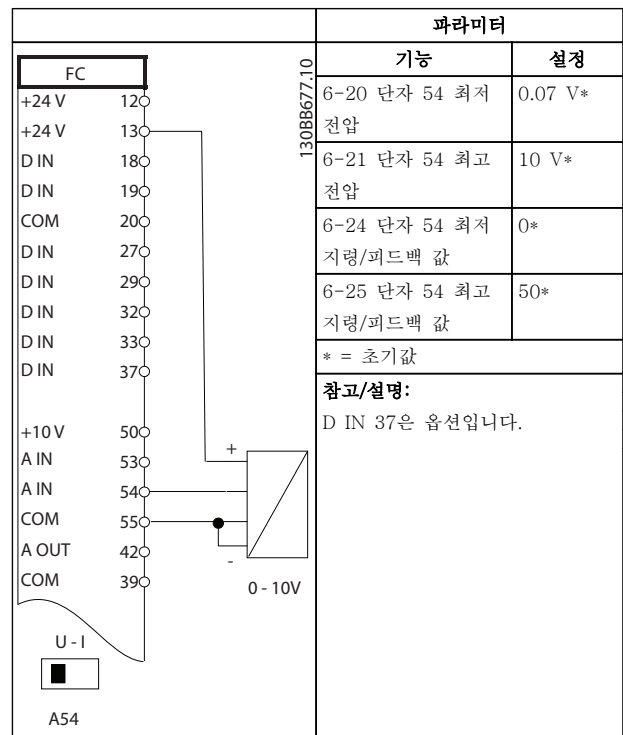 파라미터
FC
130BB677.10
기능 설정
+24 V 12
+24 V 13
D IN 18
D IN 19
COM 20
D IN 27
D IN 29
D IN 32
D IN 33
D IN 37
+10 V 50
A IN 53
A IN 54
COM 55
A OUT 42
COM 39
+
-
0 - 10V
U - I
A54
6-20 단자 54 최저 0.07 V*
전압
6-21 단자 54 최고 10 V*
전압
6-24 단자 54 최저 0*
지령/피드백 값
6-25 단자 54 최고 50*
지령/피드백 값
* = 초기값
참고/설명:
D IN 37은 옵션입니다.